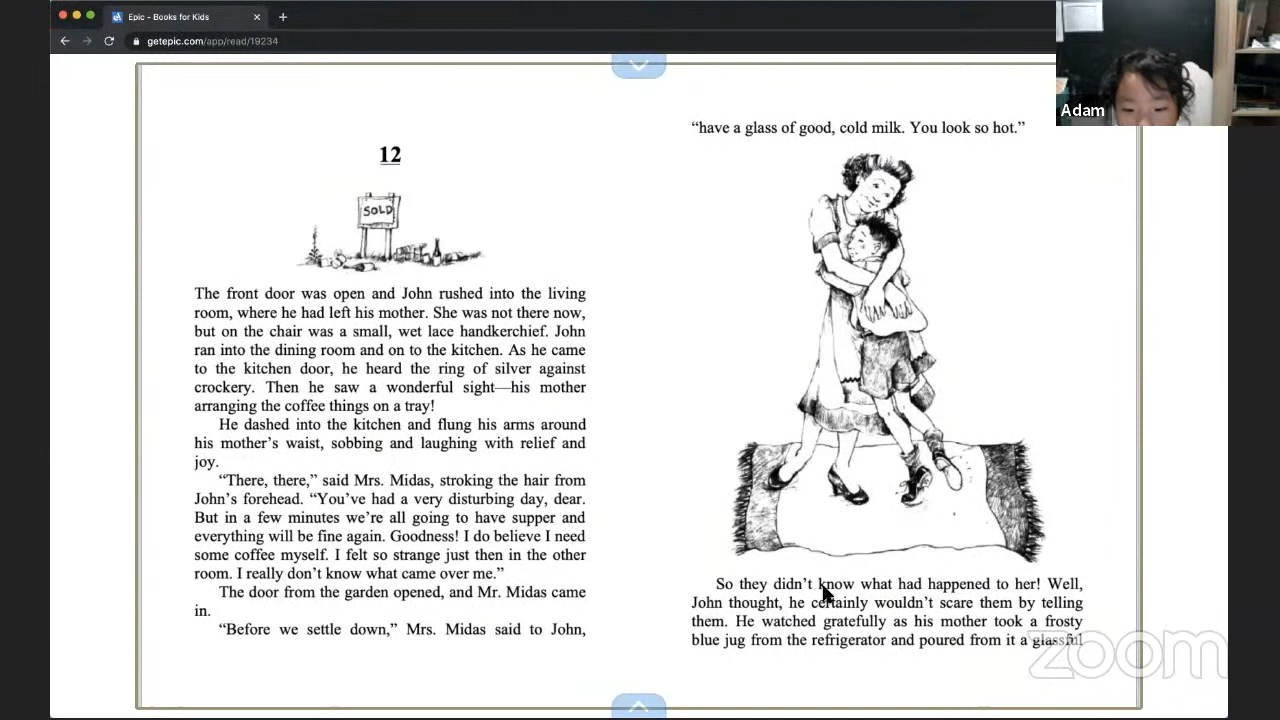 Epic - Books for Kids
getepic.com/app/read/19234
Adam
12
SOLD
The front door was open and John rushed into the living
room, where he had left his mother. She was not there now,
but on the chair was a small, wet lace handkerchief. John
ran into the dining room and on to the kitchen. As he came
to the kitchen door, he heard the ring of silver against
crockery. Then he saw a wonderful sight—his mother
arranging the coffee things on a tray!
He dashed into the kitchen and flung his arms around
his mother’s waist, sobbing and laughing with relief and
joy.
“There, there,” said Mrs. Midas, stroking the hair from
John’s forehead. “You’ve had a very disturbing day, dear.
But in a few minutes we’re all going to have supper and
everything will be fine again. Goodness! I do believe I need
some coffee myself. I felt so strange just then in the other
room. I really don’t know what came over me.”
The door from the garden opened, and Mr. Midas came
in.
“Before we settle down,” Mrs. Midas said to John,
“have a glass of good, cold milk. You look so hot.”
So they didn’t know what had happened to her! Well,
John thought, he certainly wouldn’t scare them by telling
them. He watched gratefully as his mother took a frosty
blue jug from the refrigerator and poured from it a glassful
zoom